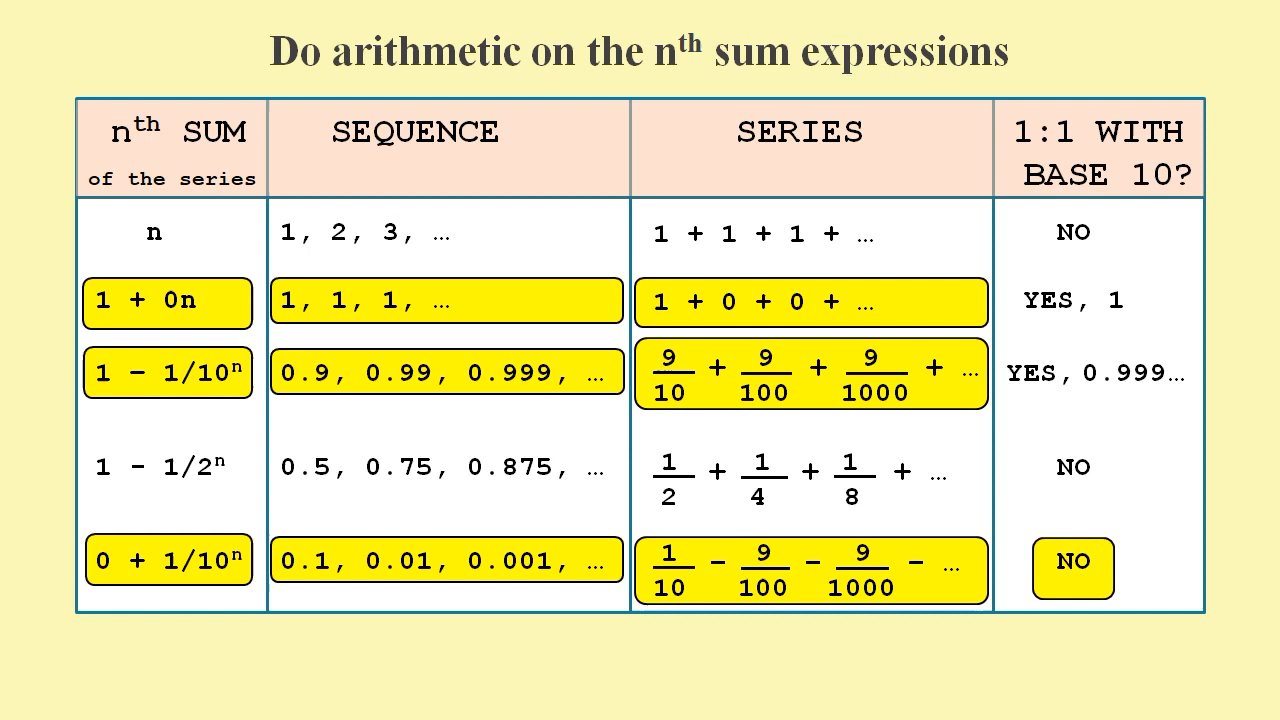 Do arithmetic on the nᵗʰ sum expressions
nᵗʰ SUM SEQUENCE SERIES 1:1 WITH
of the series BASE 10?
n 1, 2, 3, … 1 + 1 + 1 + … NO
1 + 0n 1, 1, 1, … 1 + 0 + 0 + … YES, 1
1 – 1/10ⁿ 0.9, 0.99, 0.999, … 9/10 + 9/100 + 9/1000 + … YES, 0.999…
1 - 1/2ⁿ 0.5, 0.75, 0.875, … 1/2 + 1/4 + 1/8 + … NO
0 + 1/10ⁿ 0.1, 0.01, 0.001, … 1/10 – 9/100 – 9/1000 – … NO